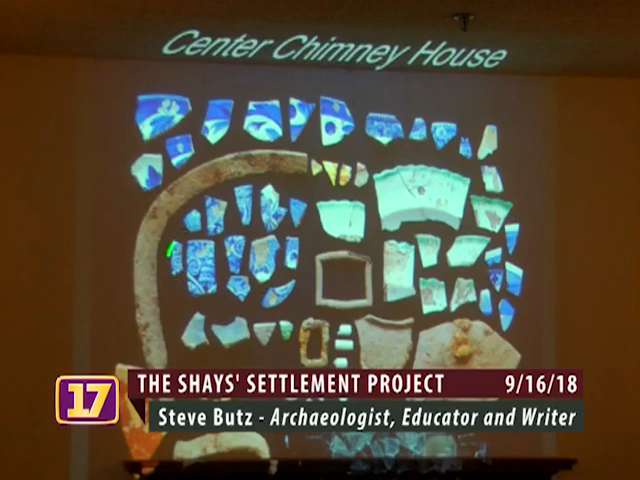 Center Chimney House
THE SHAYS' SETTLEMENT PROJECT 9/16/18
17
Steve Butz - Archaeologist, Educator and Writer